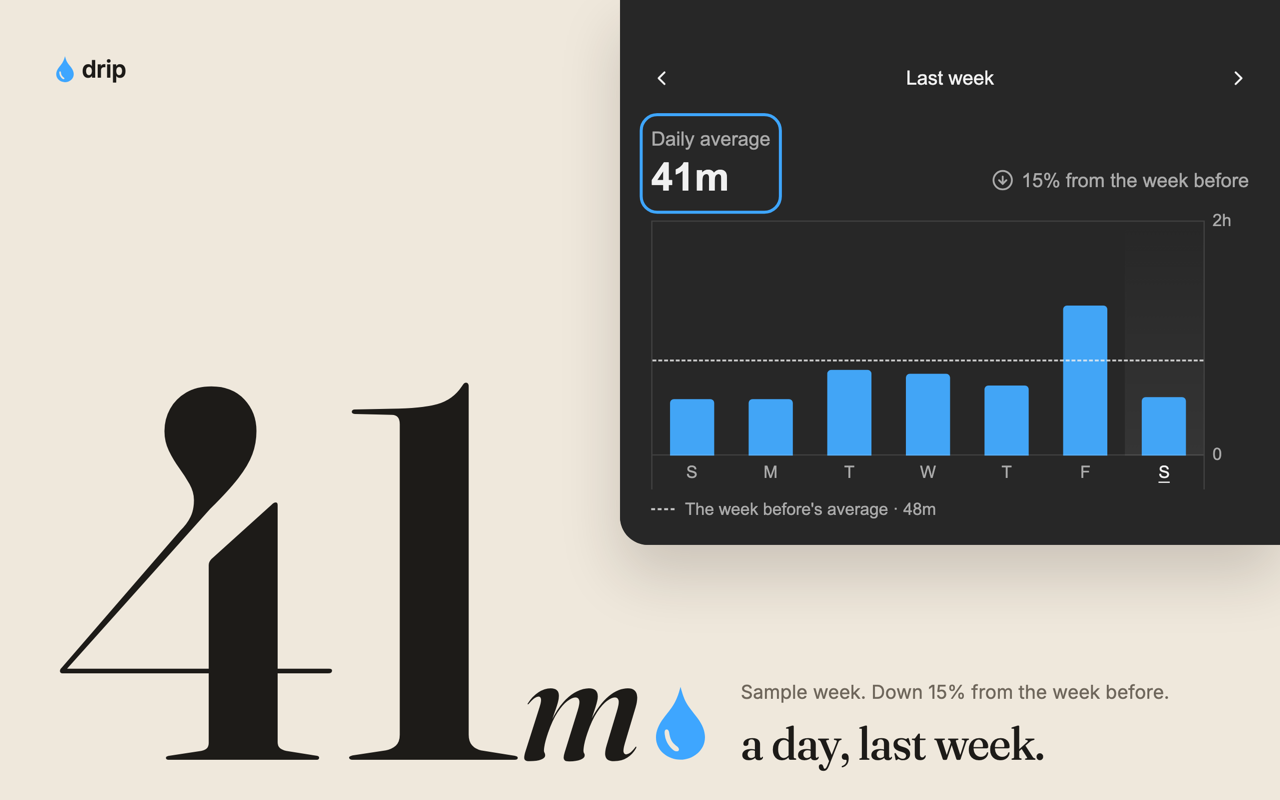 drip
Last week
Daily average
41m
15% from the week before
2h
0
S M T W T F S
The week before's average · 48m
41m
Sample week. Down 15% from the week before.
a day, last week.